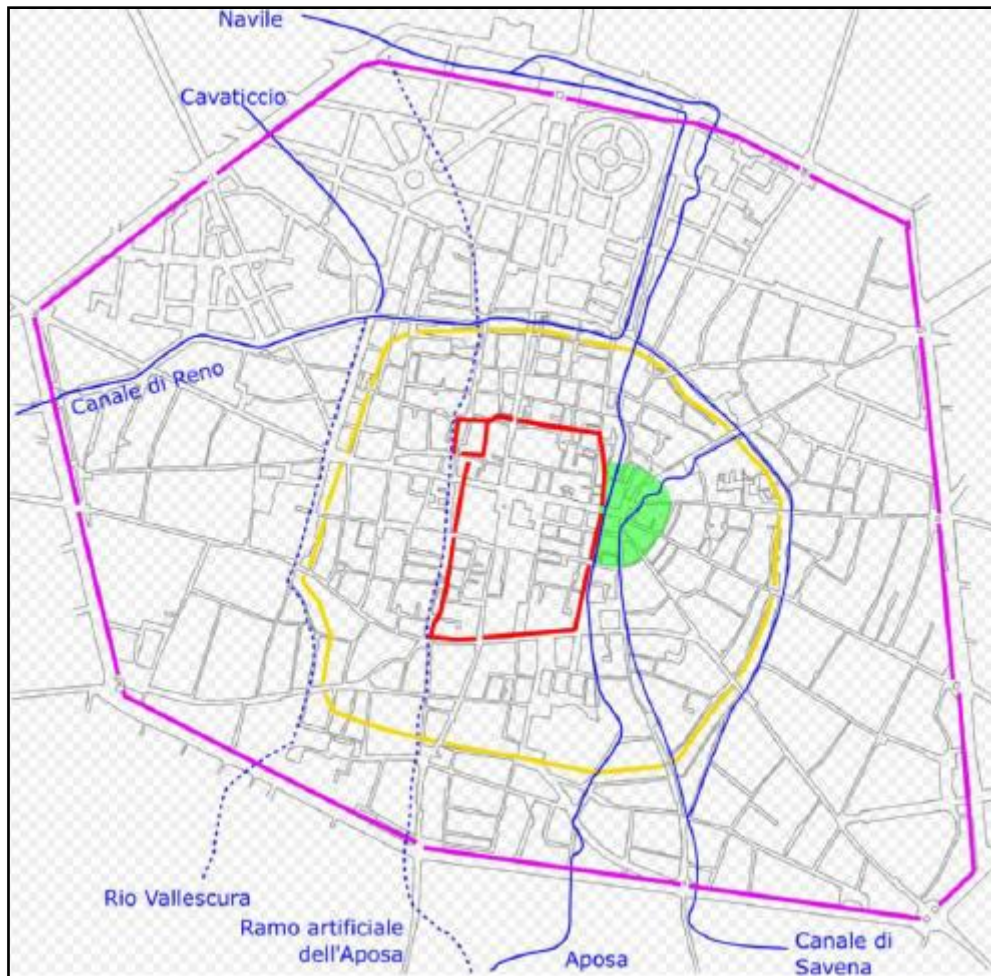 Navile
Cavaticcio
Canale di Reno
Rio Vallescura
Ramo artificiale
dell'Aposa
Aposa
Canale di
Savena